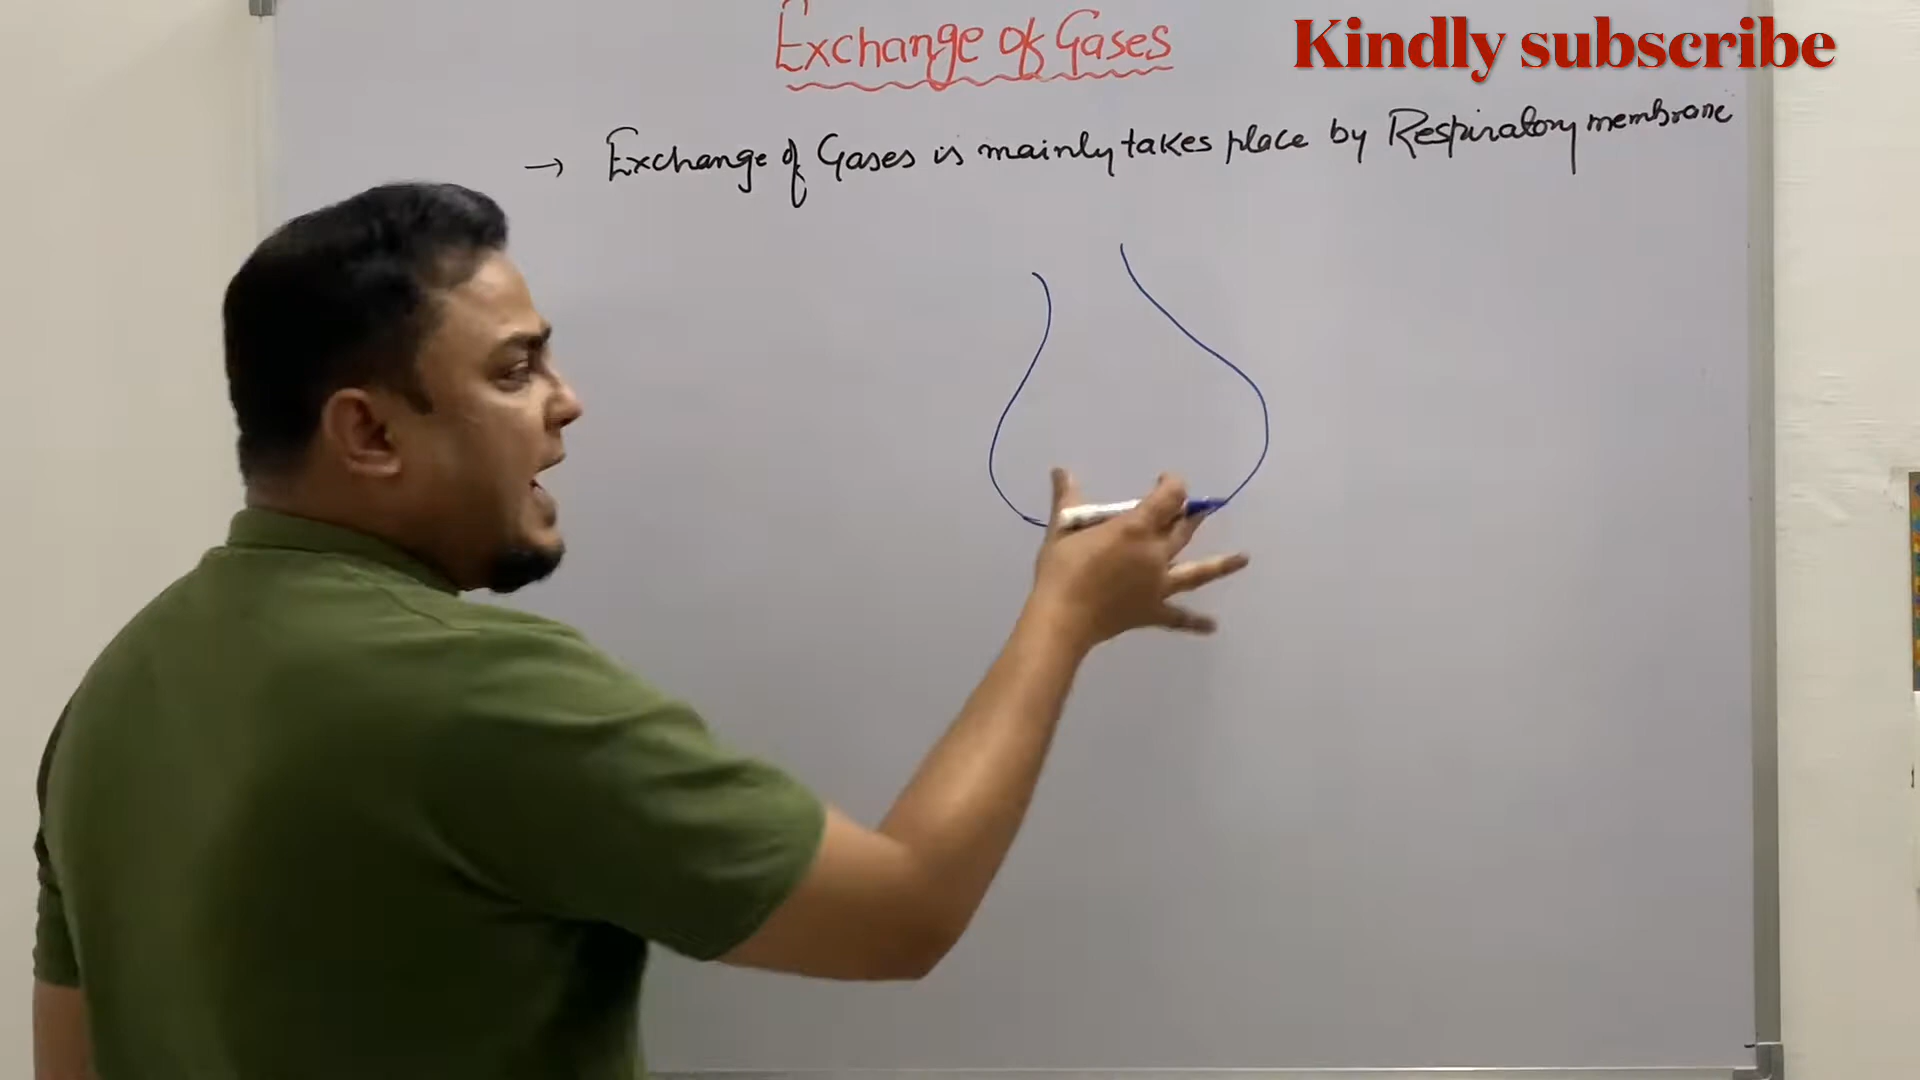 Exchange of Gases
Kindly subscribe
→ Exchange of Gases is mainly takes place by Respiratory membrane